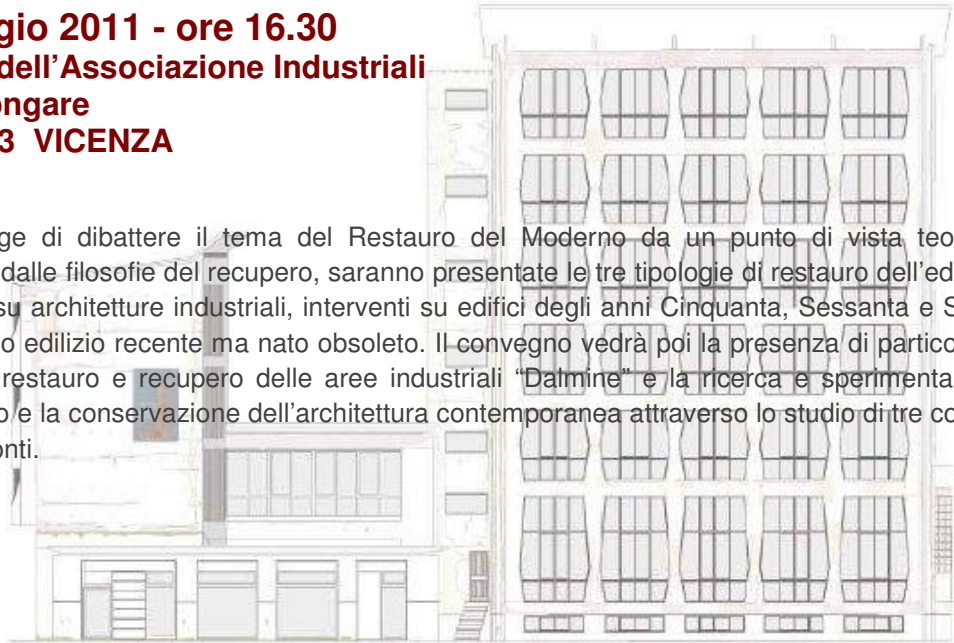 gio 2011 - ore 16.30
dell’Associazione Industriali
ongare
3 VICENZA
ge di dibattere il tema del Restauro del Moderno da un punto di vista teo
dalle filosofie del recupero, saranno presentate le tre tipologie di restauro dell’ed
su architetture industriali, interventi su edifici degli anni Cinquanta, Sessanta e S
o edilizio recente ma nato obsoleto. Il convegno vedrà poi la presenza di partico
restauro e recupero delle aree industriali “Dalmine” e la ricerca e sperimenta
o e la conservazione dell’architettura contemporanea attraverso lo studio di tre co
onti.